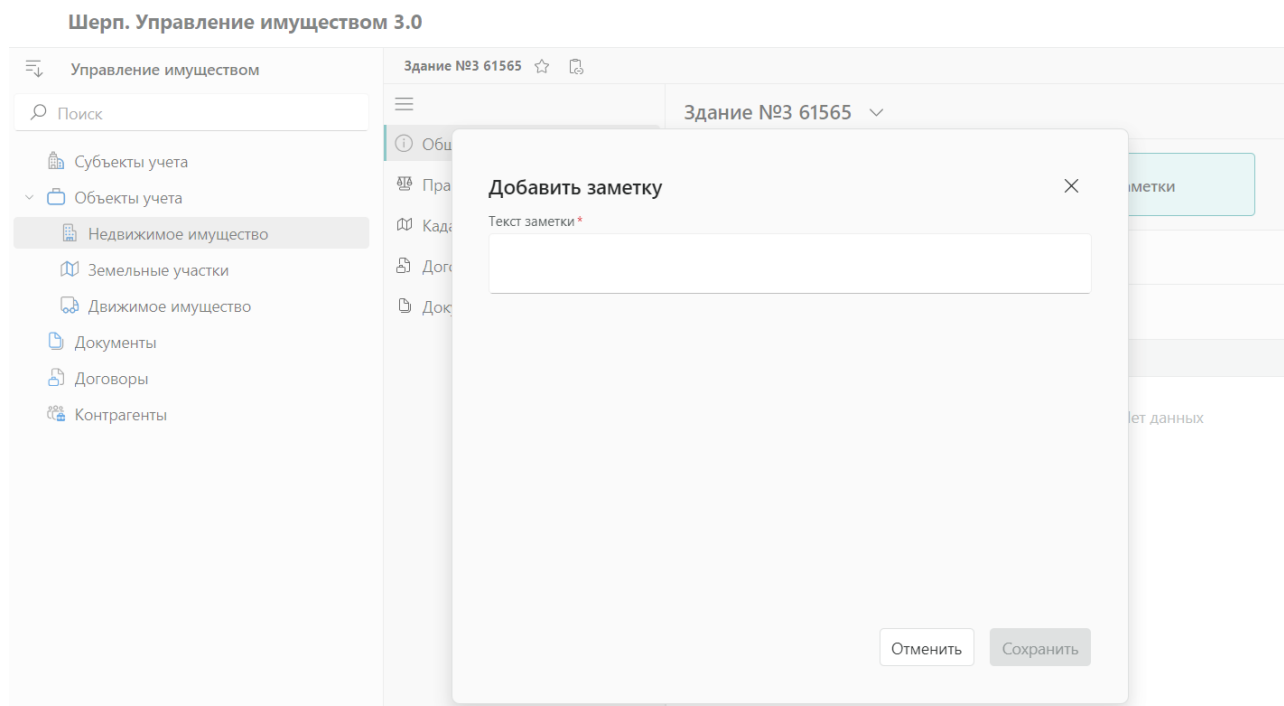 Шерп. Управление имуществом 3.0
Управление имуществом
Поиск
Субъекты учета
Объекты учета
Недвижимое имущество
Земельные участки
Движимое имущество
Документы
Договоры
Контрагенты
Здание №3 61565
Здание №3 61565
Добавить заметку
Текст заметки*
Отменить
Сохранить
данных